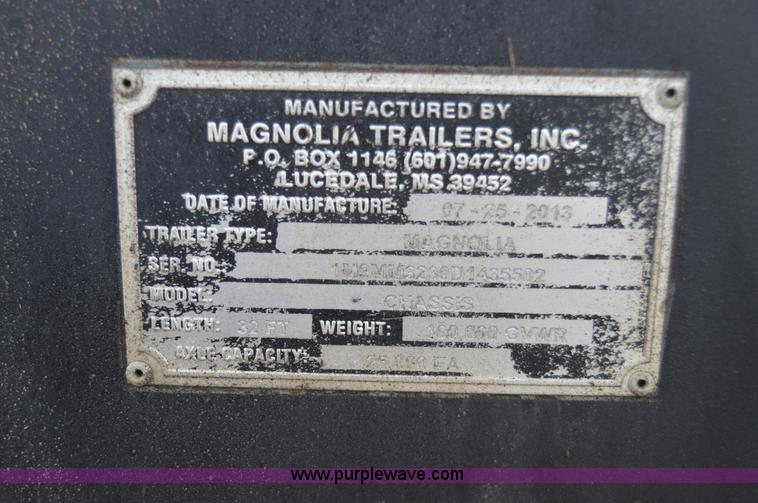 MANUFACTURED BY
MAGNOLIA TRAILERS, INC.
P.O. BOX 1146 (601)947-7990
LUCEDALE, MS 39452
DATE OF MANUFACTURE: 07-25-2013
TRAILER TYPE: MAGNOLIA
SER. NO.:
MODEL: CHASSIS
LENGTH: 32 FT WEIGHT: GVWR
AXLE CAPACITY: EA
www.purplewave.com